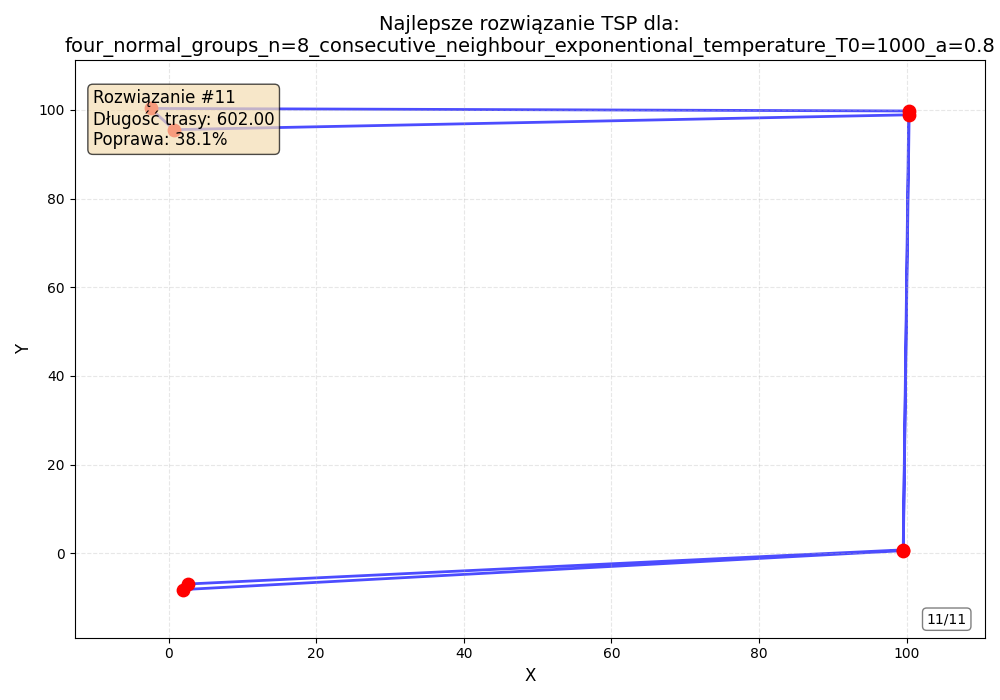 Najlepsze rozwiązanie TSP dla:
four_normal_groups_n=8_consecutive_neighbour_exponentional_temperature_T0=1000_a=0.8
Rozwiązanie #11
Długość trasy: 602.00
Poprawa: 38.1%
100
80
60
40
20
0
Y
11/11
0 20 40 60 80 100
X